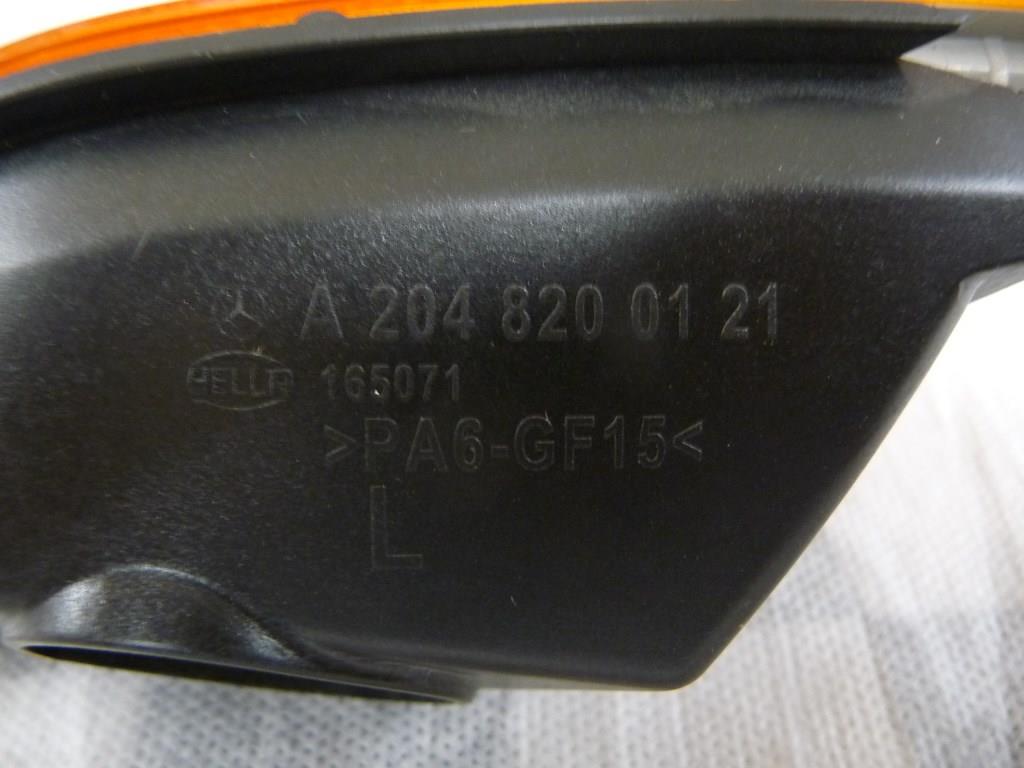 A 204 820 01 21
HELLA 165071
>PA6-GF15<
L